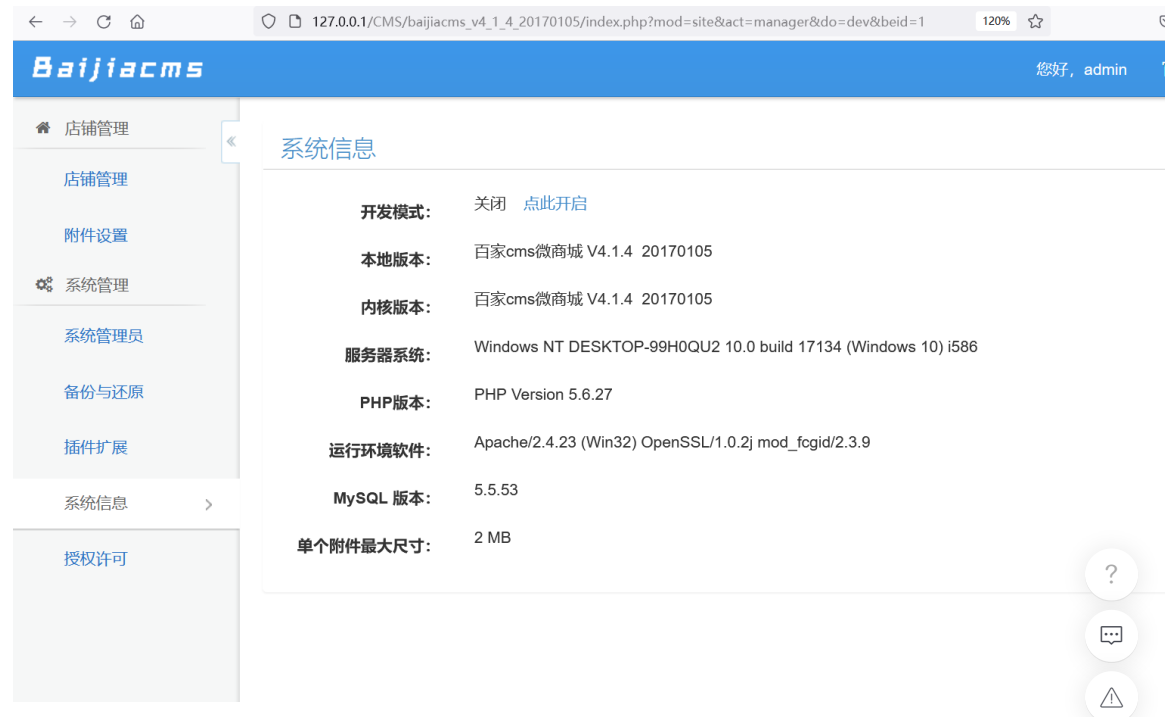 127.0.0.1/CMS/baijiacms_v4_1_4_20170105/index.php?mod=site&act=manager&do=dev&beid=1 120%
Baijiacms
您好，admin
店铺管理
店铺管理
附件设置
系统管理
系统管理员
备份与还原
插件扩展
系统信息
授权许可
系统信息
开发模式: 关闭 点此开启
本地版本: 百家cms微商城 V4.1.4 20170105
内核版本: 百家cms微商城 V4.1.4 20170105
服务器系统: Windows NT DESKTOP-99H0QU2 10.0 build 17134 (Windows 10) i586
PHP版本: PHP Version 5.6.27
运行环境软件: Apache/2.4.23 (Win32) OpenSSL/1.0.2j mod_fcgid/2.3.9
MySQL 版本: 5.5.53
单个附件最大尺寸: 2 MB